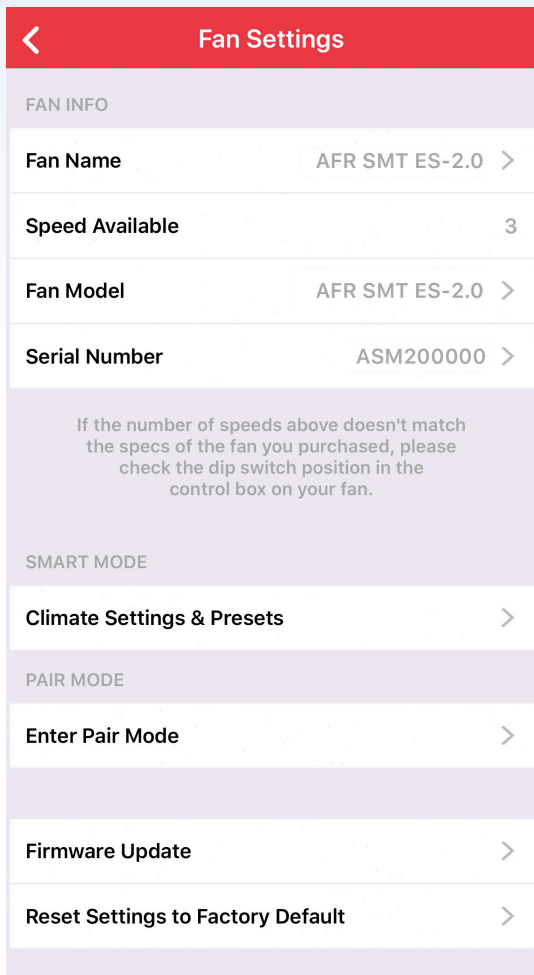 Fan Settings
FAN INFO
Fan Name AFR SMT ES-2.0
Speed Available 3
Fan Model AFR SMT ES-2.0
Serial Number ASM200000
If the number of speeds above doesn't match
the specs of the fan you purchased, please
check the dip switch position in the
control box on your fan.
SMART MODE
Climate Settings & Presets
PAIR MODE
Enter Pair Mode
Firmware Update
Reset Settings to Factory Default